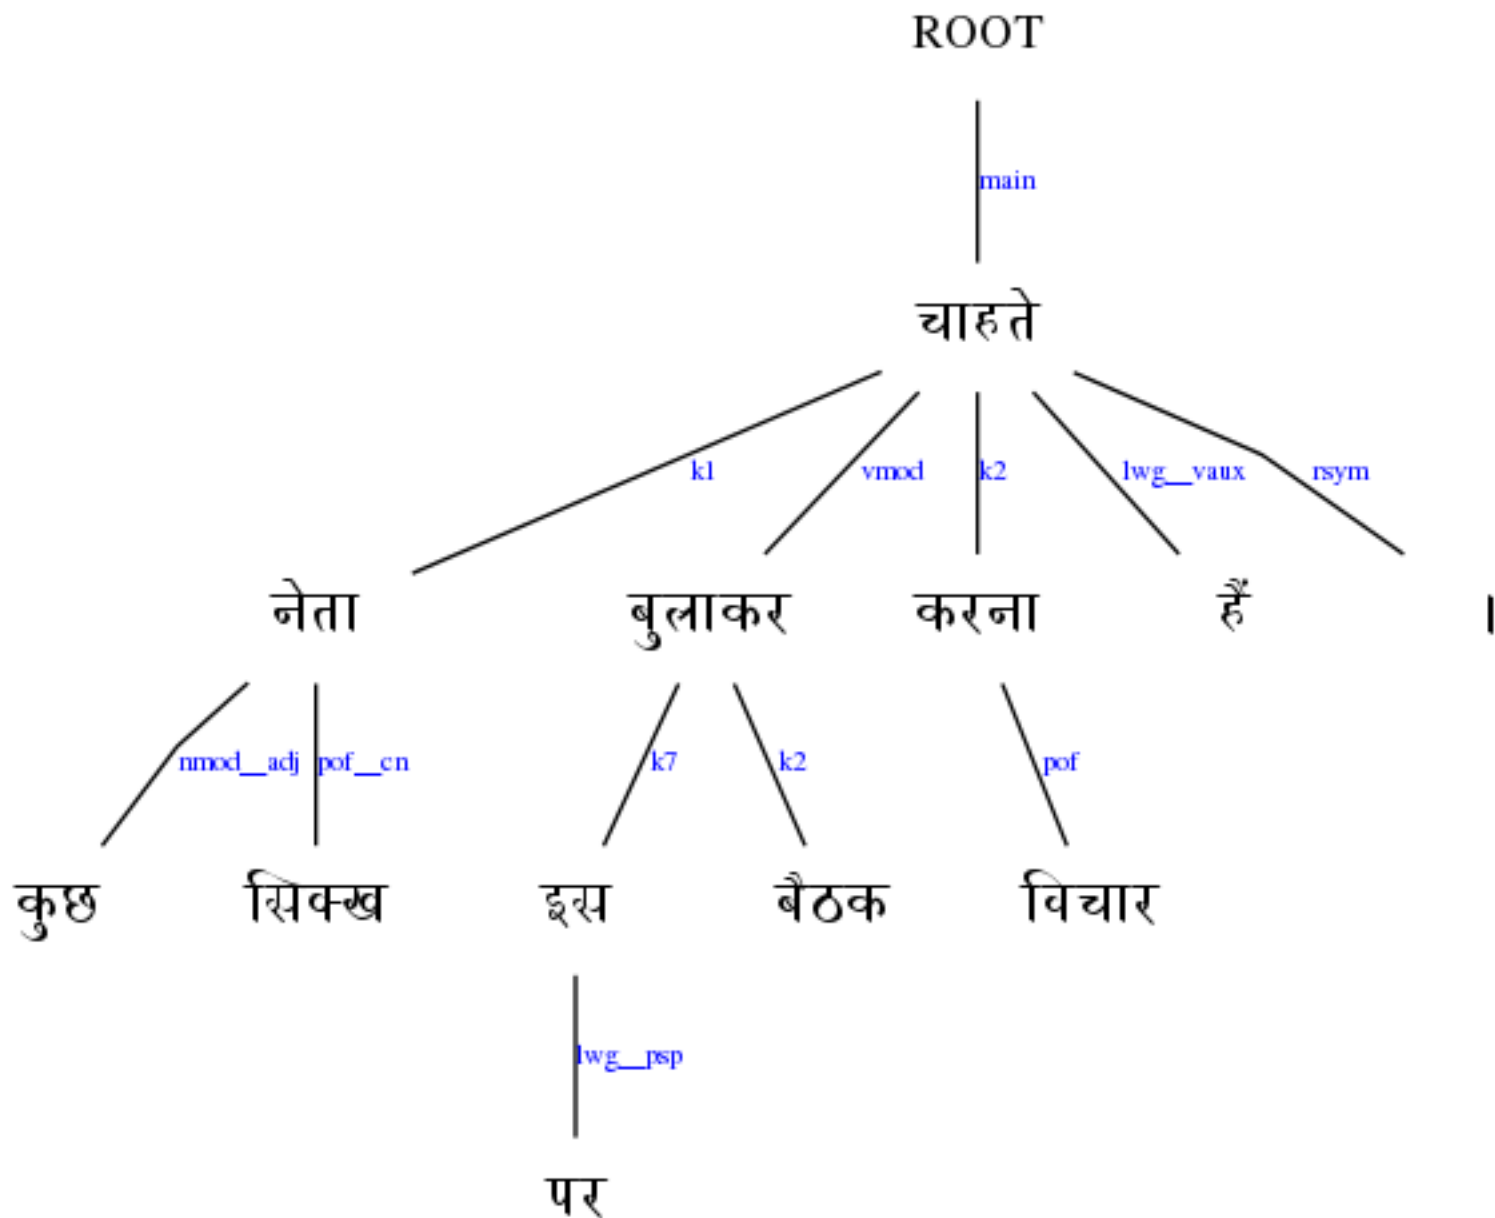 ROOT
main
चाहते
k1 vmod k2 lwg__vaux rsym
नेता बुलाकर करना हैं ।
nmod__adj pof__cn k7 k2 pof
कुछ सिक्ख इस बैठक विचार
lwg__psp
पर